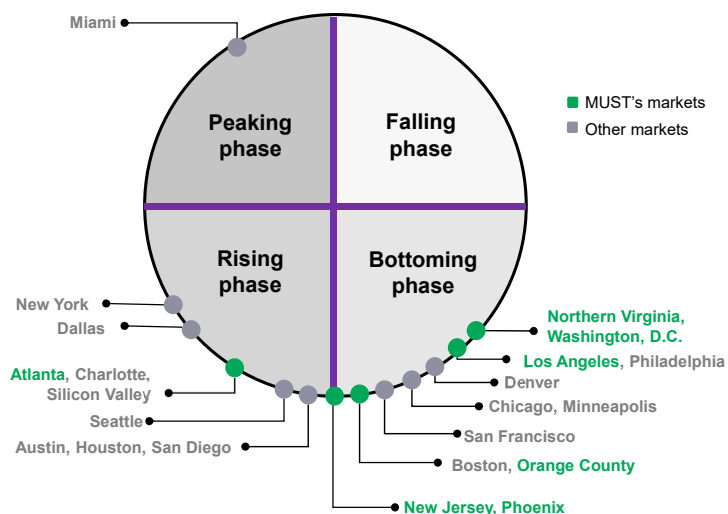 Miami
Peaking
phase
Falling
phase
MUST's markets
Other markets
Rising
phase
Bottoming
phase
New York
Dallas
Atlanta, Charlotte,
Silicon Valley
Seattle
Austin, Houston, San Diego
Northern Virginia,
Washington, D.C.
Los Angeles, Philadelphia
Denver
Chicago, Minneapolis
San Francisco
Boston, Orange County
New Jersey, Phoenix